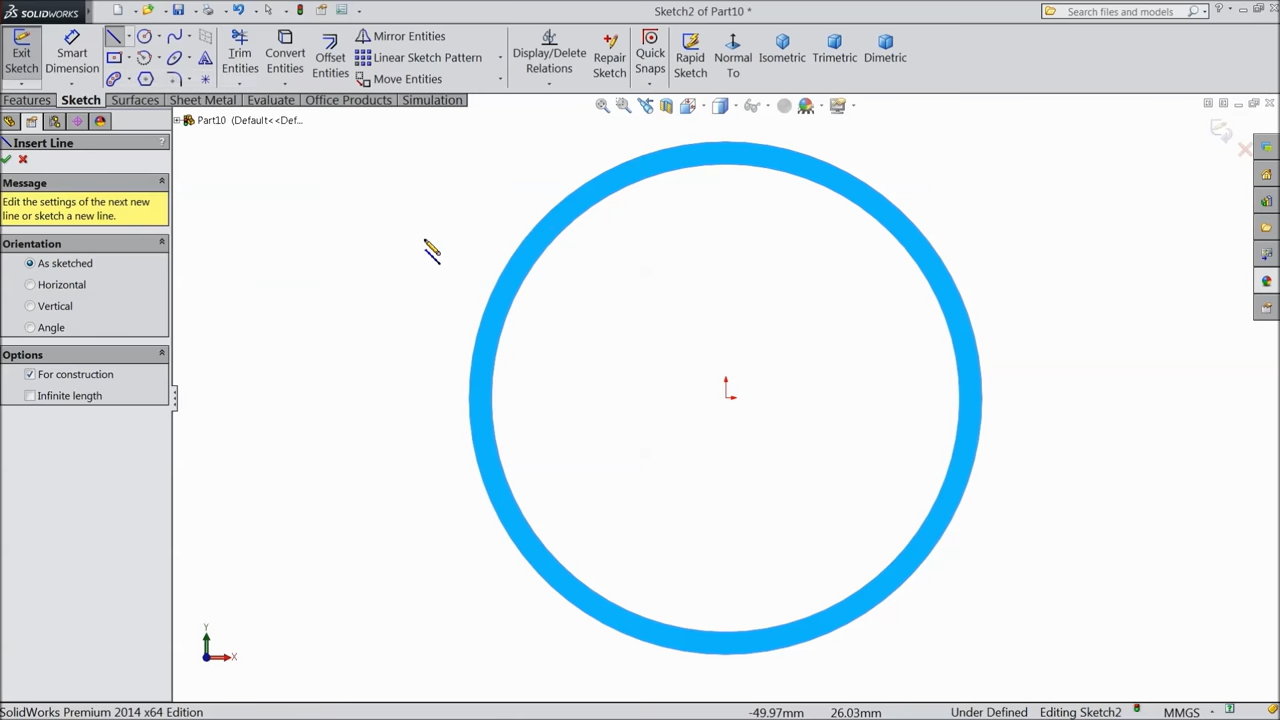 SOLIDWORKS
Sketch2 of Part10 *
Search files and models
Exit Sketch
Smart Dimension
Trim Entities
Convert Entities
Offset Entities
Mirror Entities
Linear Sketch Pattern
Move Entities
Display/Delete Relations
Repair Sketch
Quick Snaps
Rapid Sketch
Normal To
Isometric
Trimetric
Dimetric
Features
Sketch
Surfaces
Sheet Metal
Evaluate
Office Products
Simulation
Part10 (Default<<Def...
Insert Line
?
Message
Edit the settings of the next new
line or sketch a new line.
Orientation
As sketched
Horizontal
Vertical
Angle
Options
For construction
Infinite length
Y
X
SolidWorks Premium 2014 x64 Edition
-49.97mm
26.03mm
Under Defined
Editing Sketch2
MMGS